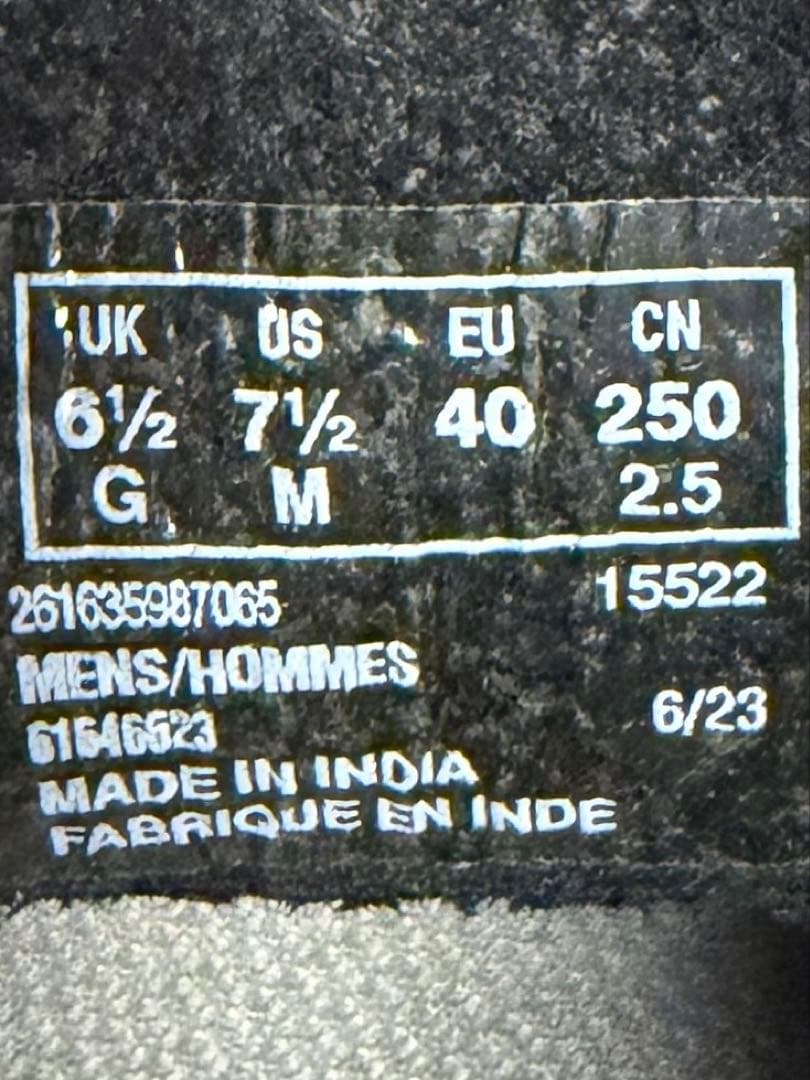 UK US EU CN
6½ 7½ 40 250
G M 2.5
261635987065 15522
MENS/HOMMES
61646523 6/23
MADE IN INDIA
FABRIQUE EN INDE